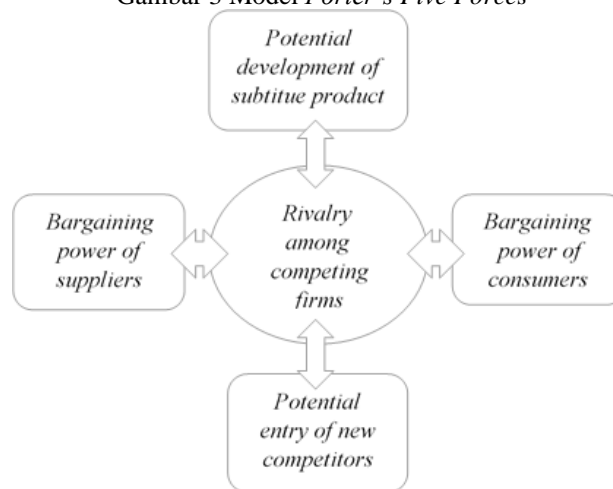 Gambar 3 Model Porter's Five Forces
Potential
development of
subtitue product
Bargaining
power of
suppliers
Rivalry
among
competing
firms
Bargaining
power of
consumers
Potential
entry of new
competitors